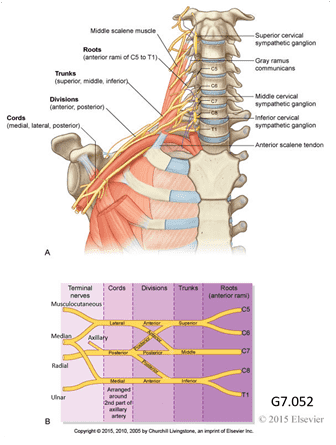 Middle scalene muscle
Roots
(anterior rami of C5 to T1)
Trunks
(superior, middle, inferior)
Divisions
(anterior, posterior)
Cords
(medial, lateral, posterior)
Superior cervical
sympathetic ganglion
Gray ramus
communicans
Middle cervical
sympathetic ganglion
Inferior cervical
sympathetic ganglion
Anterior scalene tendon
C5
C6
C7
C8
T1
A
Terminal
nerves
Cords
Divisions
Trunks
Roots
(anterior rami)
Musculocutaneous
Median
Axillary
Radial
Ulnar
Lateral
Anterior
Superior
Posterior
Inferior
Posterior
Posterior
Middle
Posterior
Medial
Anterior
Inferior
C5
C6
C7
C8
T1
Arranged
around
2nd part of
axillary
artery
B
G7.052
© 2015 Elsevier
Copyright © 2015, 2010, 2005 by Churchill Livingstone, an imprint of Elsevier Inc.